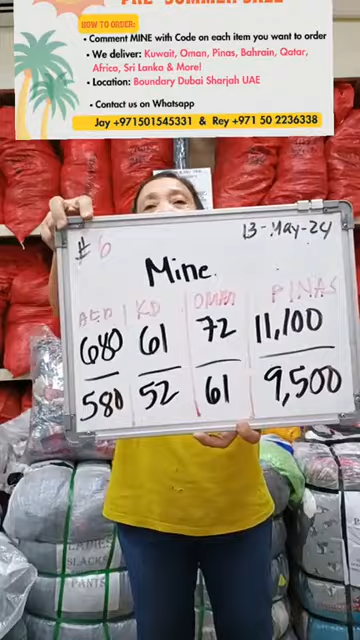 PRE-SUMMER SALE
HOW TO ORDER:
• Comment MINE with Code on each item you want to order
• We deliver: Kuwait, Oman, Pinas, Bahrain, Qatar,
Africa, Sri Lanka & More!
• Location: Boundary Dubai Sharjah UAE
• Contact us on Whatsapp
Jay +971501545331 & Rey +971 50 2236338
#6 13-May-24
Mine
AED KD OMAN PINAS
680 61 72 11,100
580 52 61 9,500
LADIES
SLACKS
PANTS